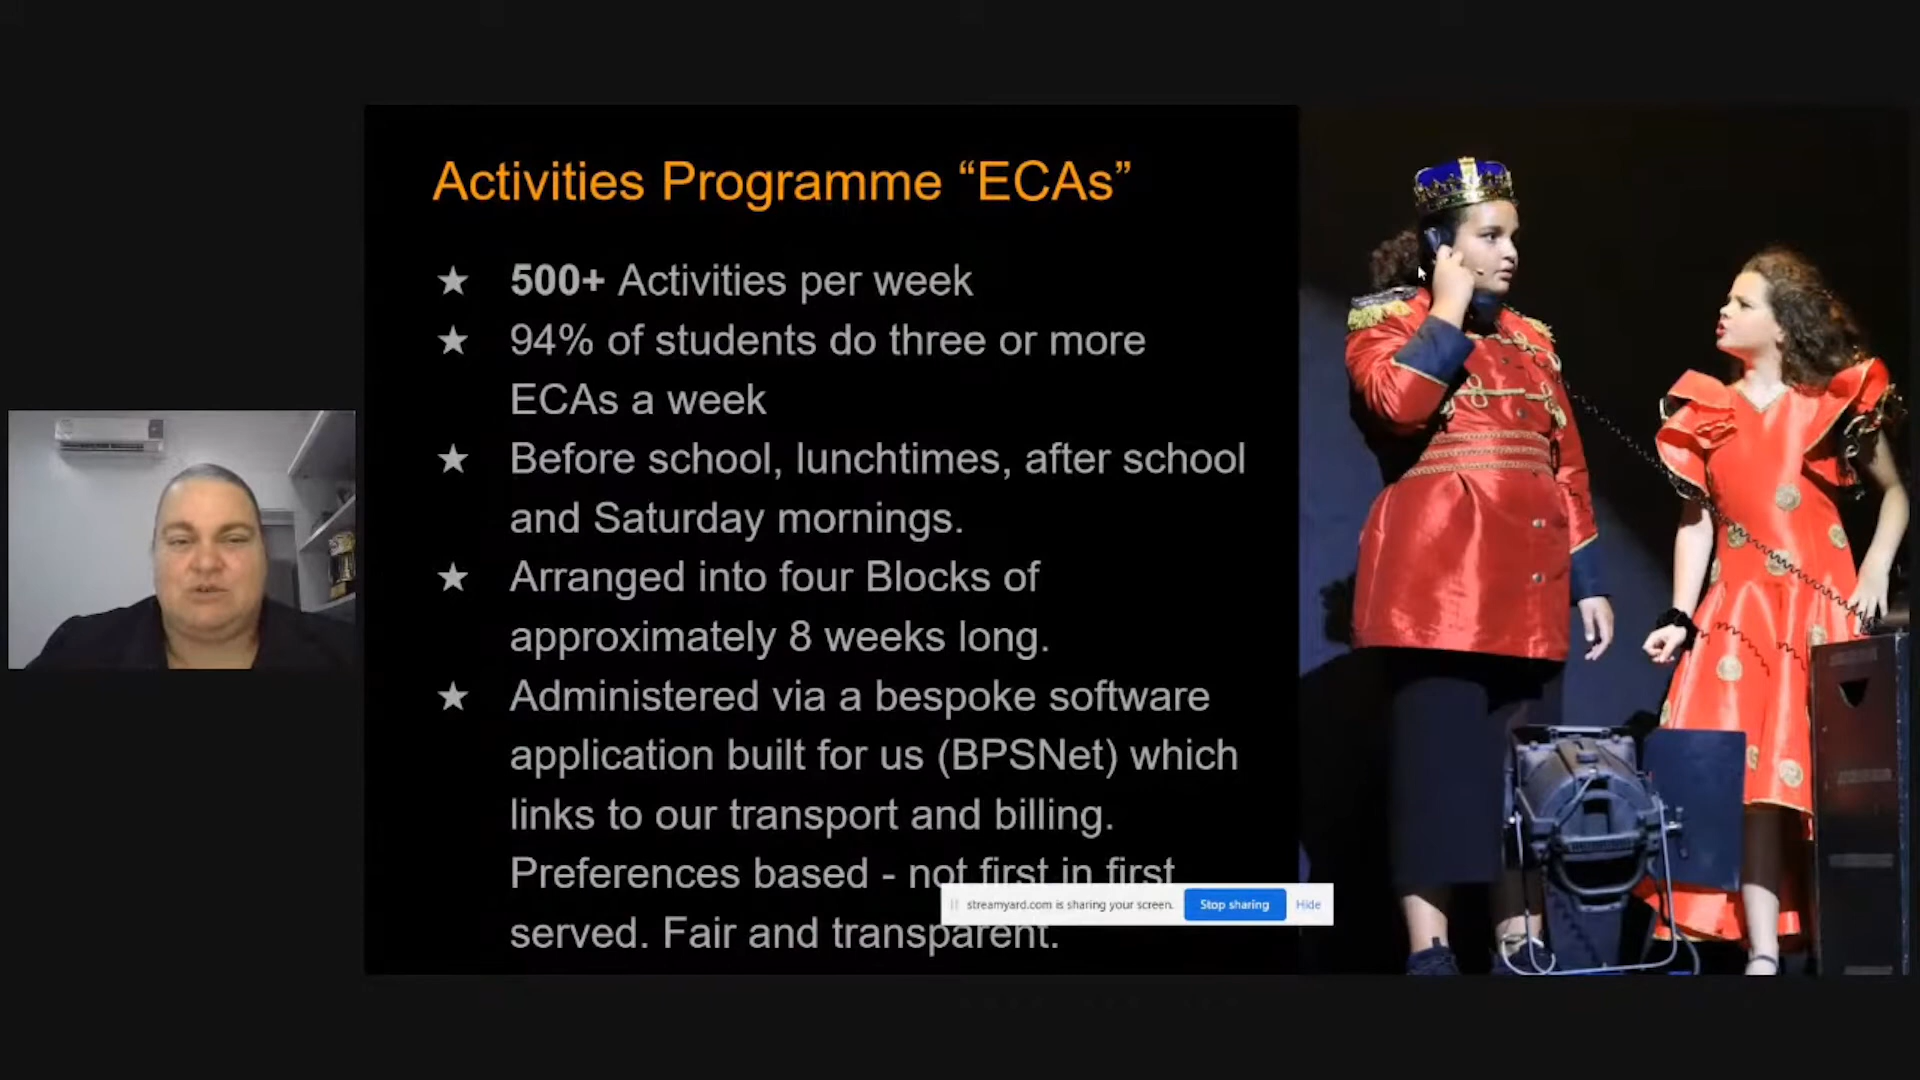 Activities Programme “ECAs”
★ 500+ Activities per week
★ 94% of students do three or more
ECAs a week
★ Before school, lunchtimes, after school
and Saturday mornings.
★ Arranged into four Blocks of
approximately 8 weeks long.
★ Administered via a bespoke software
application built for us (BPSNet) which
links to our transport and billing.
Preferences based - not first in first
streamyard.com is sharing your screen. Stop sharing Hide
served. Fair and transparent.